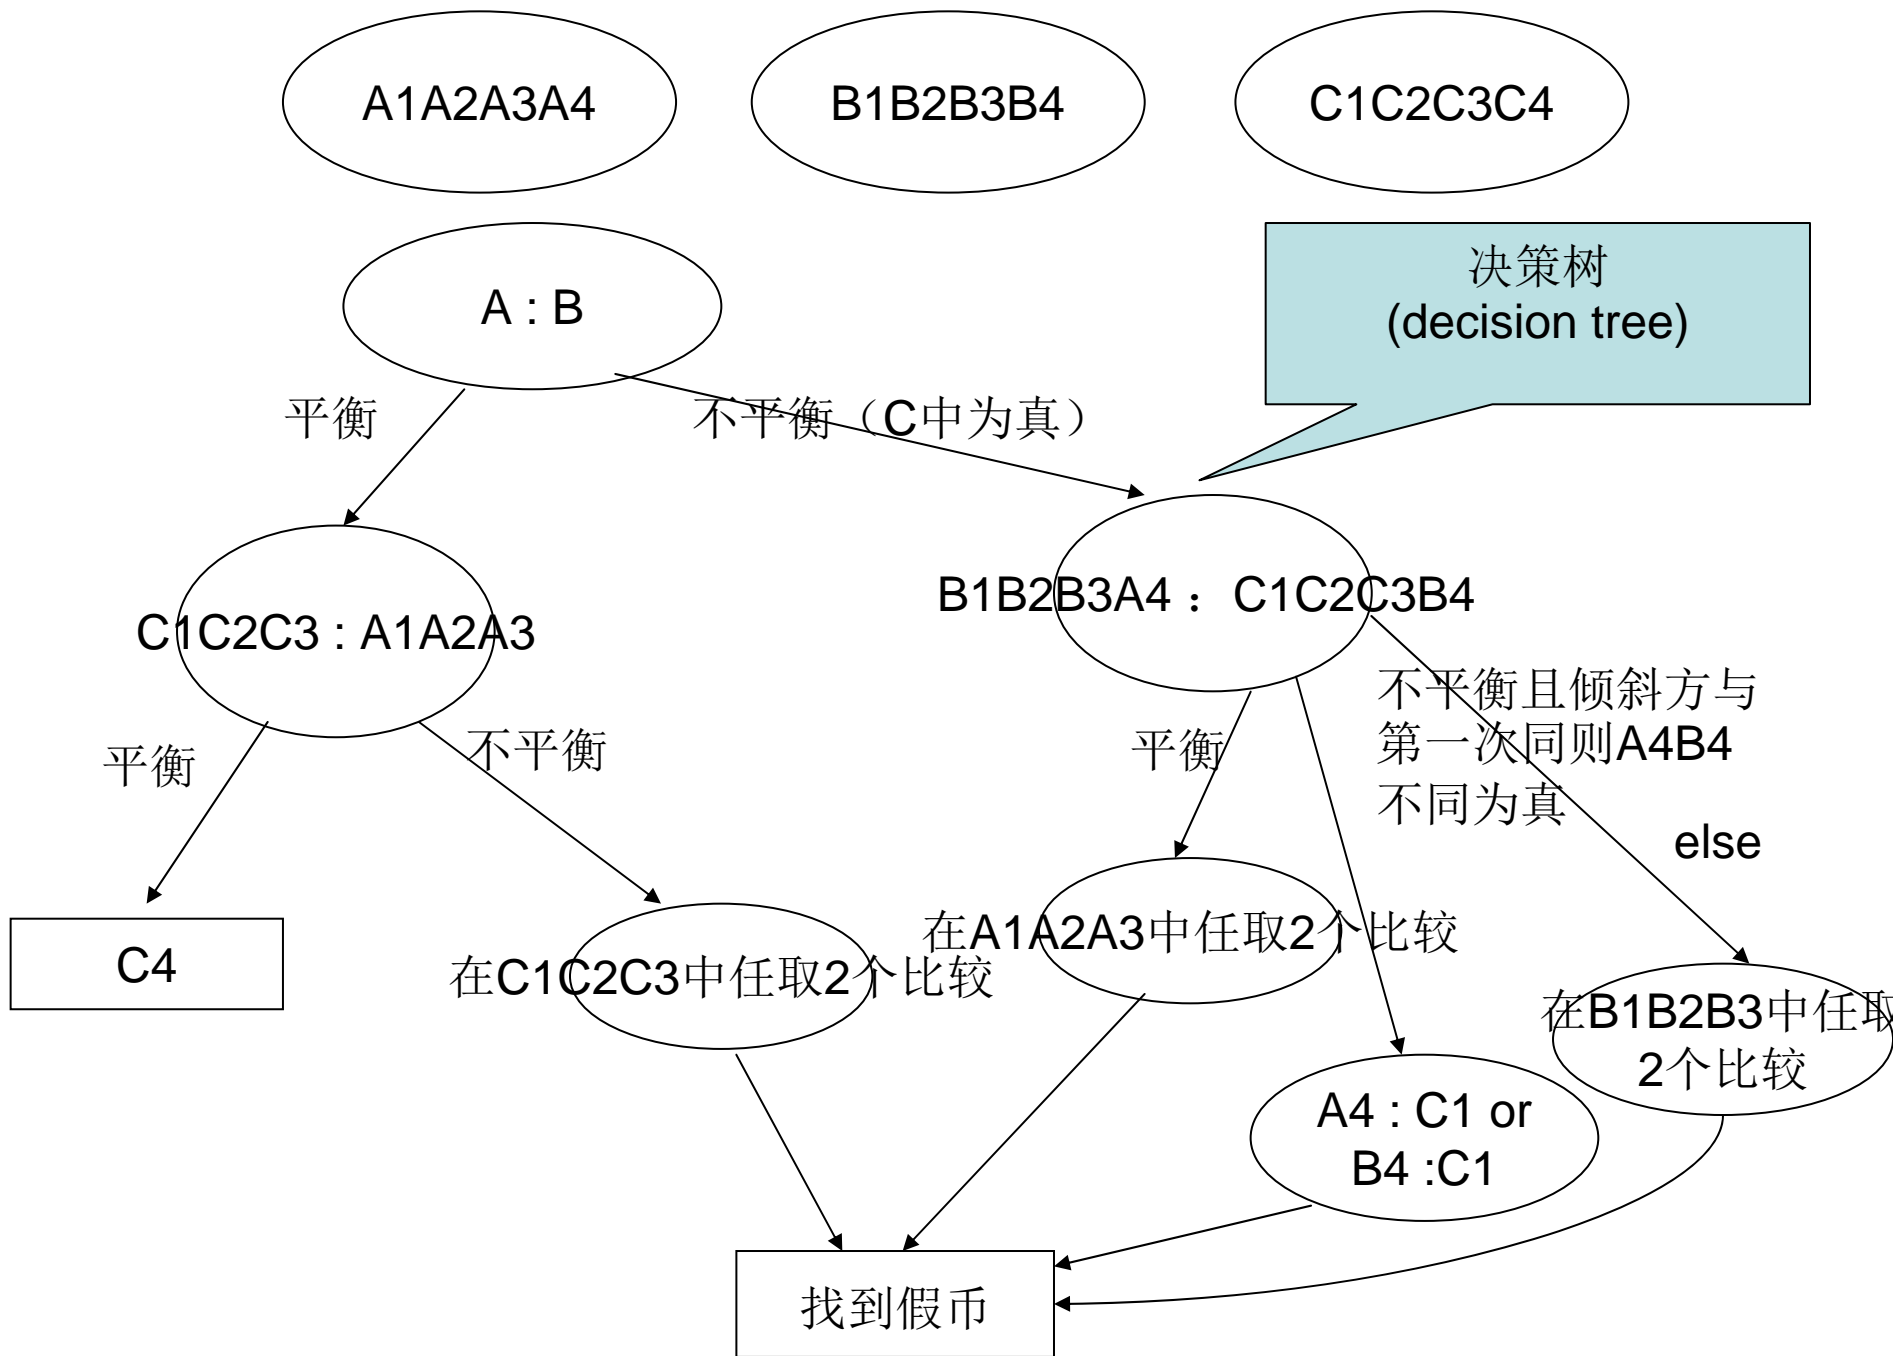 A1A2A3A4
B1B2B3B4
C1C2C3C4
A : B
决策树
(decision tree)
平衡
不平衡（C中为真）
C1C2C3 : A1A2A3
B1B2B3A4： C1C2C3B4
平衡
不平衡
平衡
不平衡且倾斜方与
第一次同则A4B4
不同为真
else
C4
在C1C2C3中任取2个比较
在A1A2A3中任取2个比较
在B1B2B3中任取
2个比较
A4 : C1 or
B4 :C1
找到假币